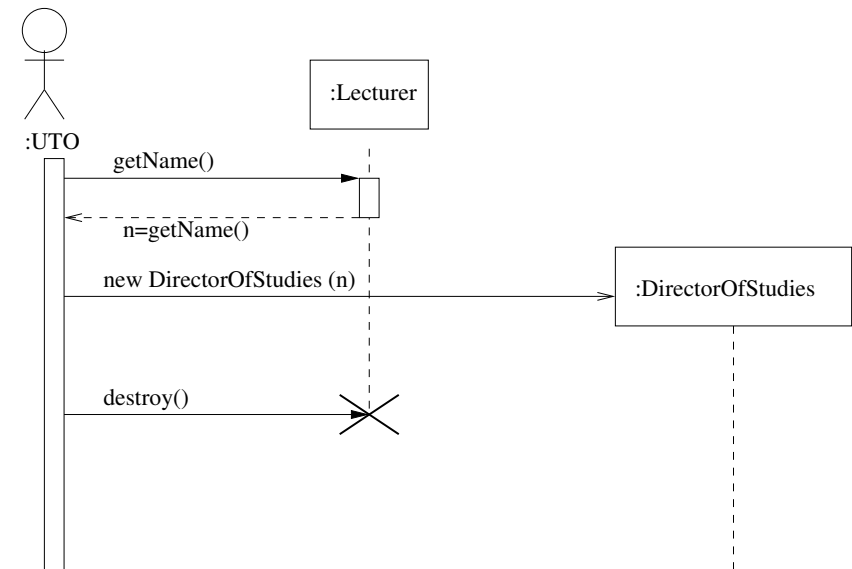 :Lecturer
:UTO
getName()
n=getName()
new DirectorOfStudies (n)
:DirectorOfStudies
destroy()